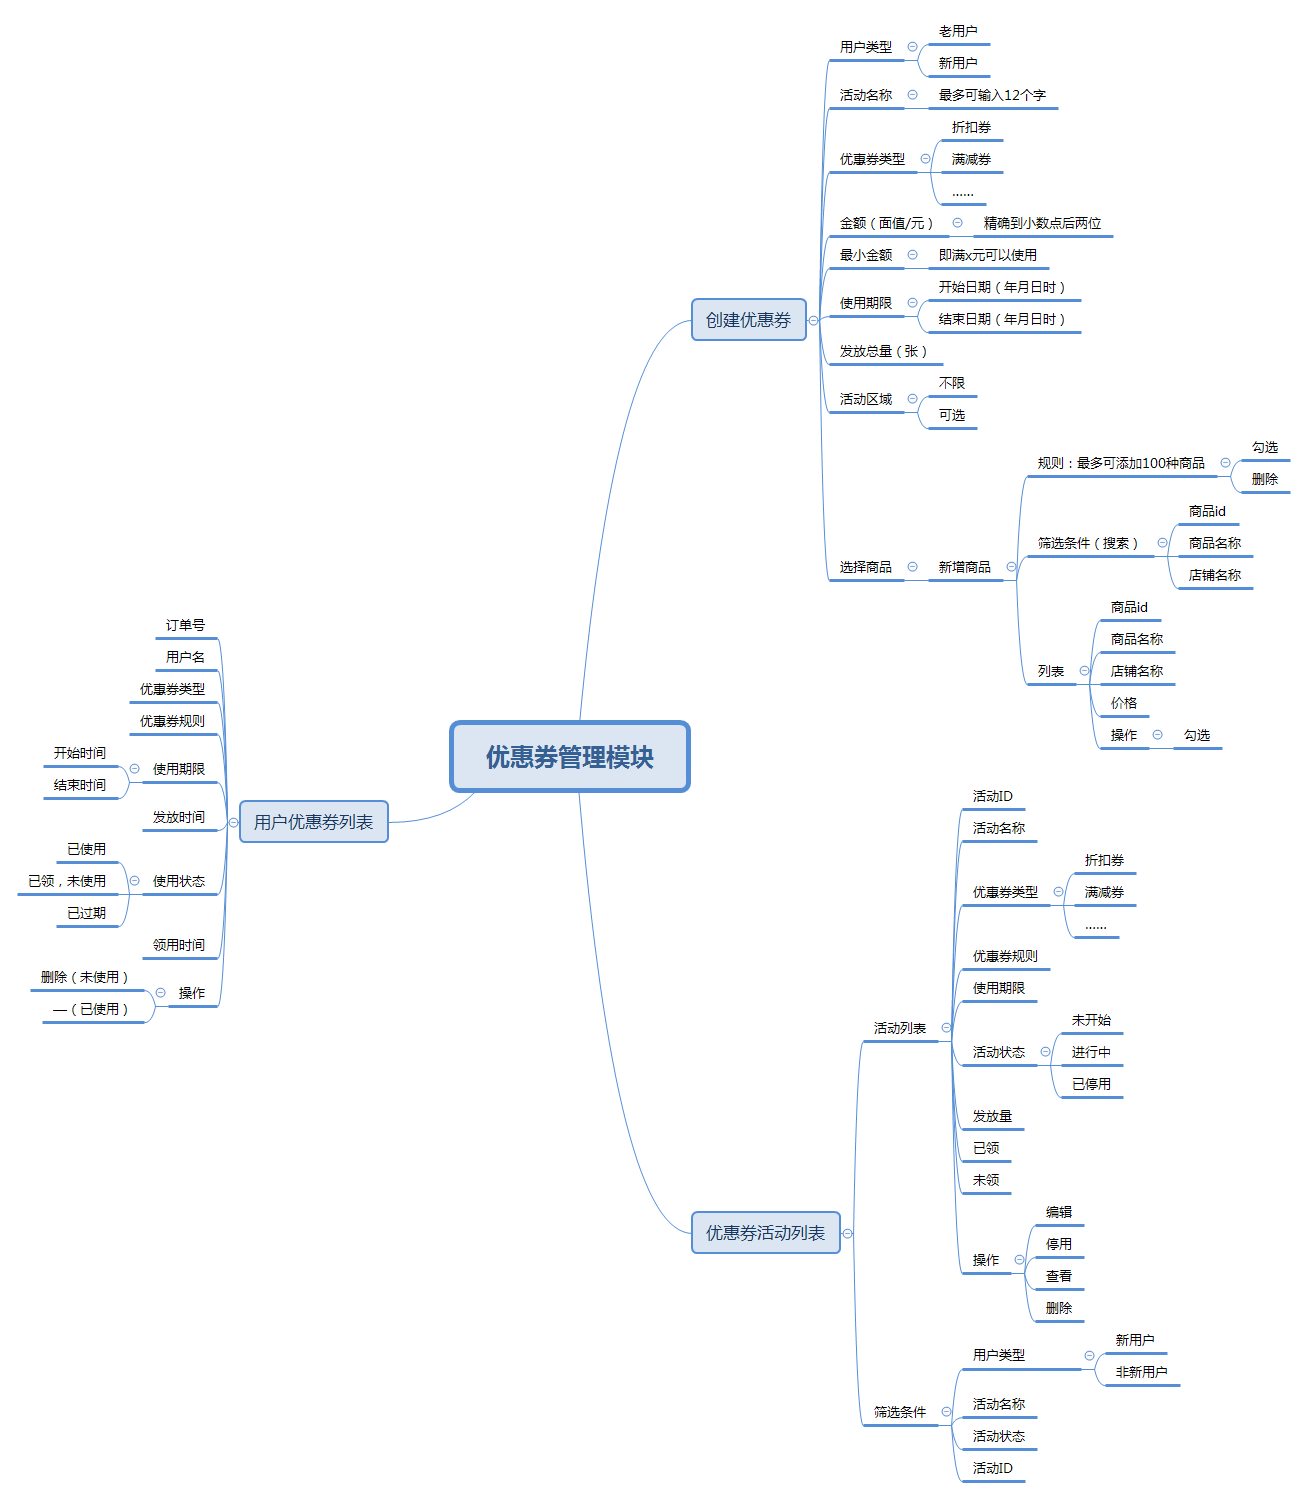 优惠券管理模块
创建优惠券
用户类型
老用户
新用户
活动名称
最多可输入12个字
优惠券类型
折扣券
满减券
……
金额（面值/元）
精确到小数点后两位
最小金额
即满x元可以使用
使用期限
开始日期（年月日时）
结束日期（年月日时）
发放总量（张）
活动区域
不限
可选
选择商品
新增商品
规则：最多可添加100种商品
勾选
删除
筛选条件（搜索）
商品id
商品名称
店铺名称
列表
商品id
商品名称
店铺名称
价格
操作
勾选
优惠券活动列表
活动列表
活动ID
活动名称
优惠券类型
折扣券
满减券
……
优惠券规则
使用期限
活动状态
未开始
进行中
已停用
发放量
已领
未领
操作
编辑
停用
查看
删除
筛选条件
用户类型
新用户
非新用户
活动名称
活动状态
活动ID
用户优惠券列表
订单号
用户名
优惠券类型
优惠券规则
使用期限
开始时间
结束时间
发放时间
使用状态
已使用
已领，未使用
已过期
领用时间
操作
删除（未使用）
—（已使用）